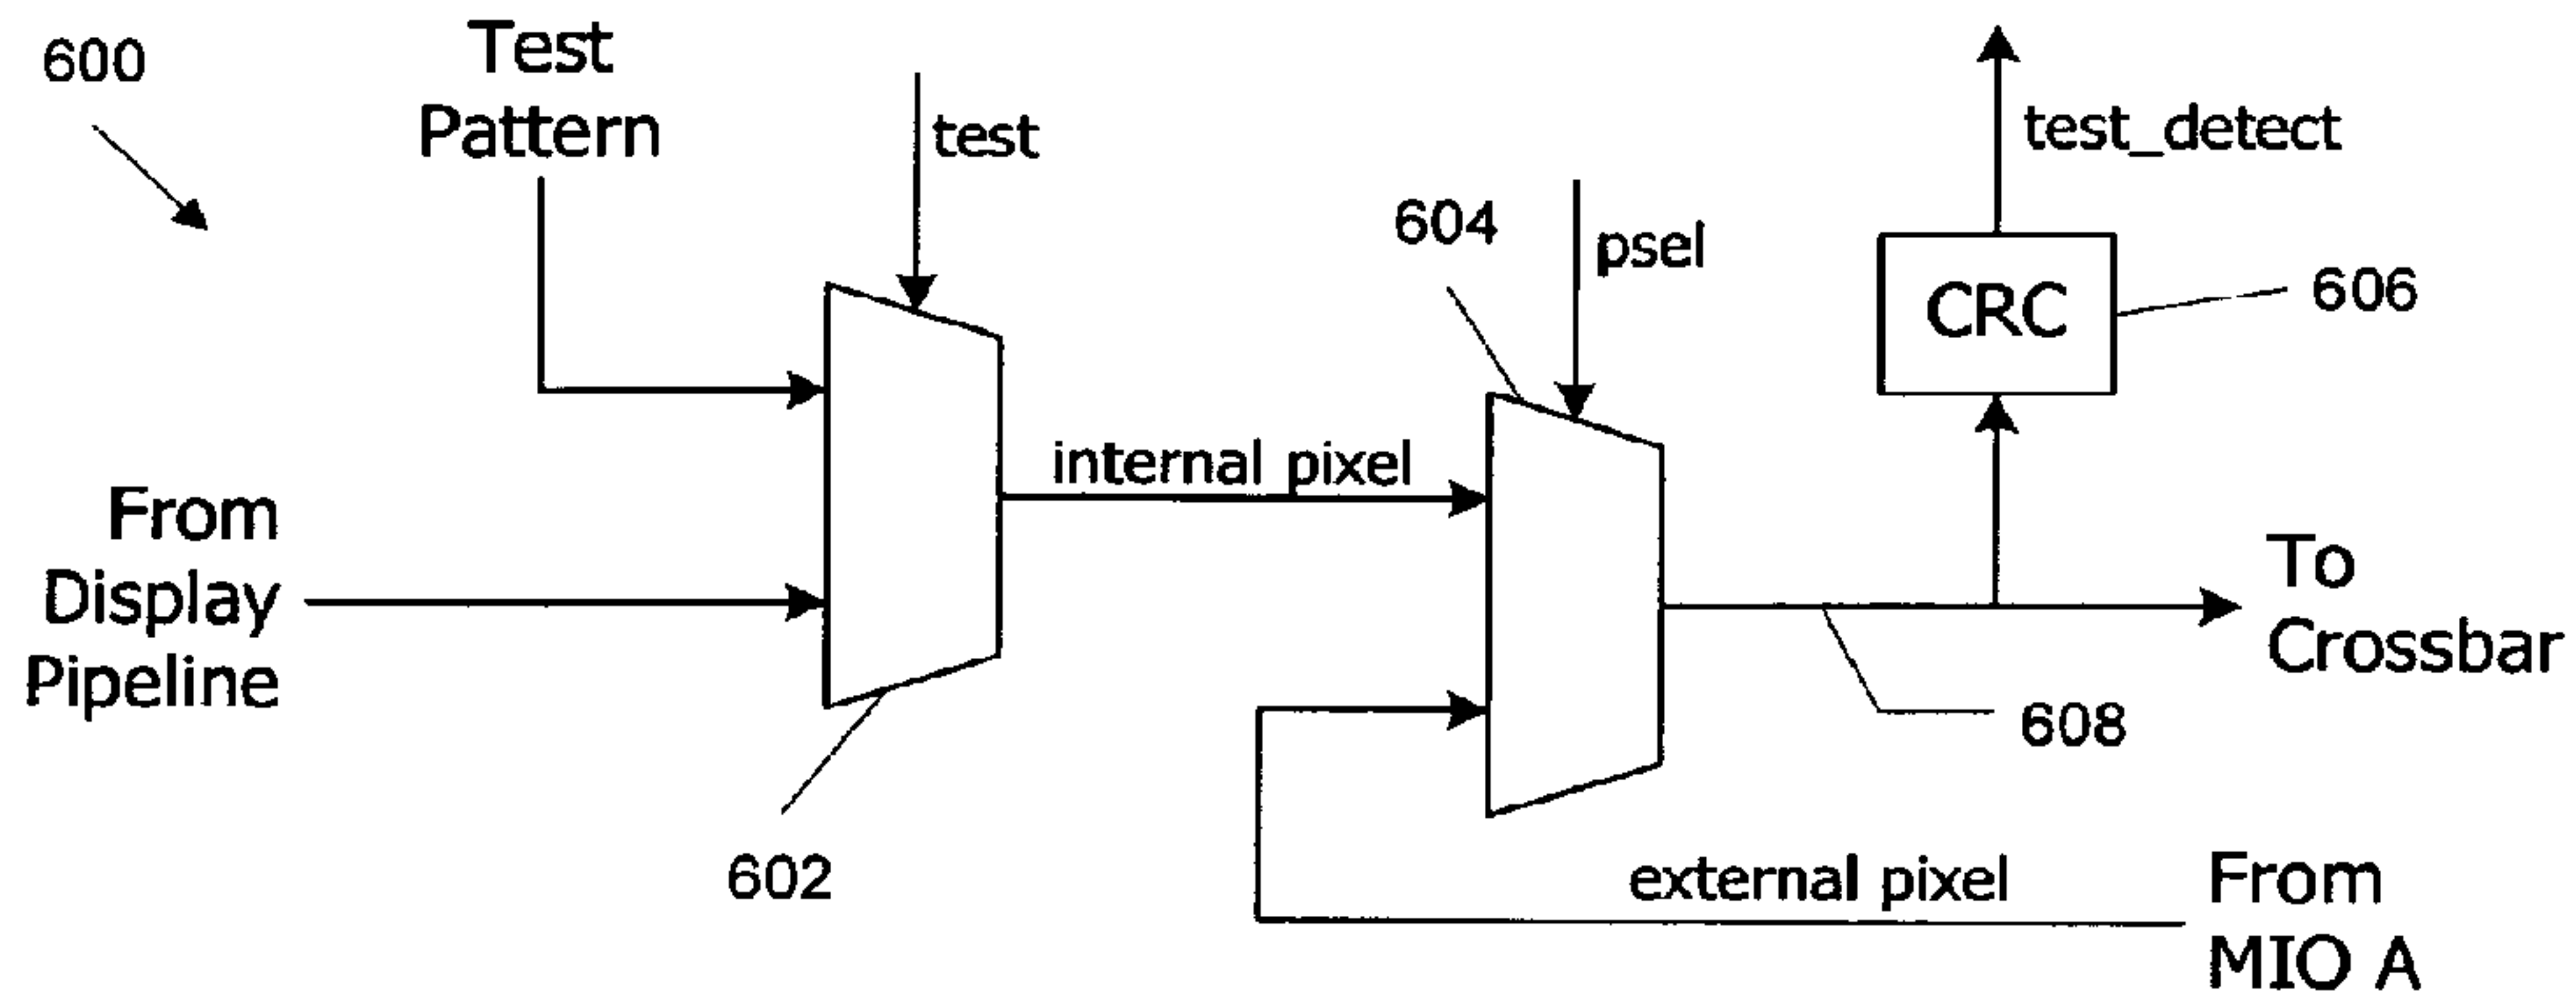 600
Test
Pattern
test
test_detect
604
psel
CRC
606
internal pixel
From
Display
Pipeline
To
Crossbar
608
602
external pixel
From
MIO A